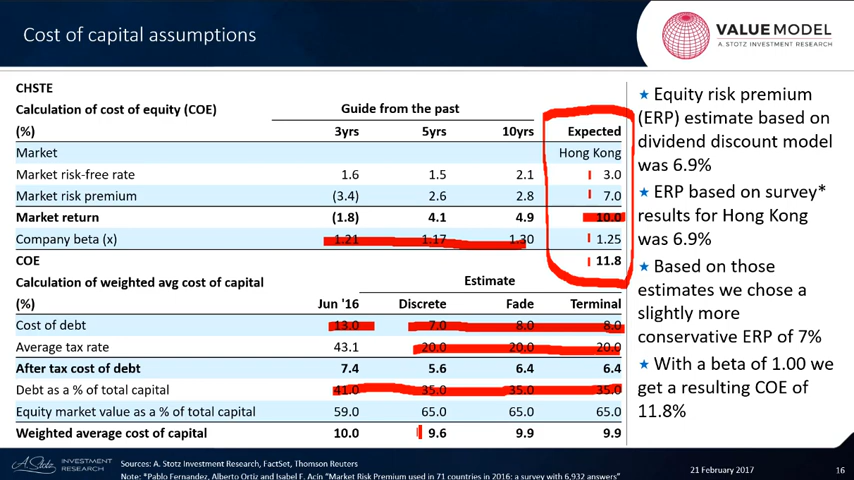 Cost of capital assumptions
VALUE MODEL
A. STOTZ INVESTMENT RESEARCH
CHSTE
Calculation of cost of equity (COE) Guide from the past
(%) 3yrs 5yrs 10yrs Expected
Market Hong Kong
Market risk-free rate 1.6 1.5 2.1 3.0
Market risk premium (3.4) 2.6 2.8 7.0
Market return (1.8) 4.1 4.9 10.0
Company beta (x) 1.21 1.17 1.30 1.25
COE 11.8
Calculation of weighted avg cost of capital Estimate
(%) Jun '16 Discrete Fade Terminal
Cost of debt 13.0 7.0 8.0 8.0
Average tax rate 43.1 20.0 20.0 20.0
After tax cost of debt 7.4 5.6 6.4 6.4
Debt as a % of total capital 41.0 35.0 35.0 35.0
Equity market value as a % of total capital 59.0 65.0 65.0 65.0
Weighted average cost of capital 10.0 9.6 9.9 9.9
★ Equity risk premium
(ERP) estimate based on
dividend discount model
was 6.9%
★ ERP based on survey*
results for Hong Kong
was 6.9%
★ Based on those
estimates we chose a
slightly more
conservative ERP of 7%
★ With a beta of 1.00 we
get a resulting COE of
11.8%
A. Stotz INVESTMENT
RESEARCH
Sources: A. Stotz Investment Research, FactSet, Thomson Reuters
Note: *Pablo Fernandez, Alberto Ortiz and Isabel F. Acin "Market Risk Premium used in 71 countries in 2016: a survey with 6,932 answers"
21 February 2017
16